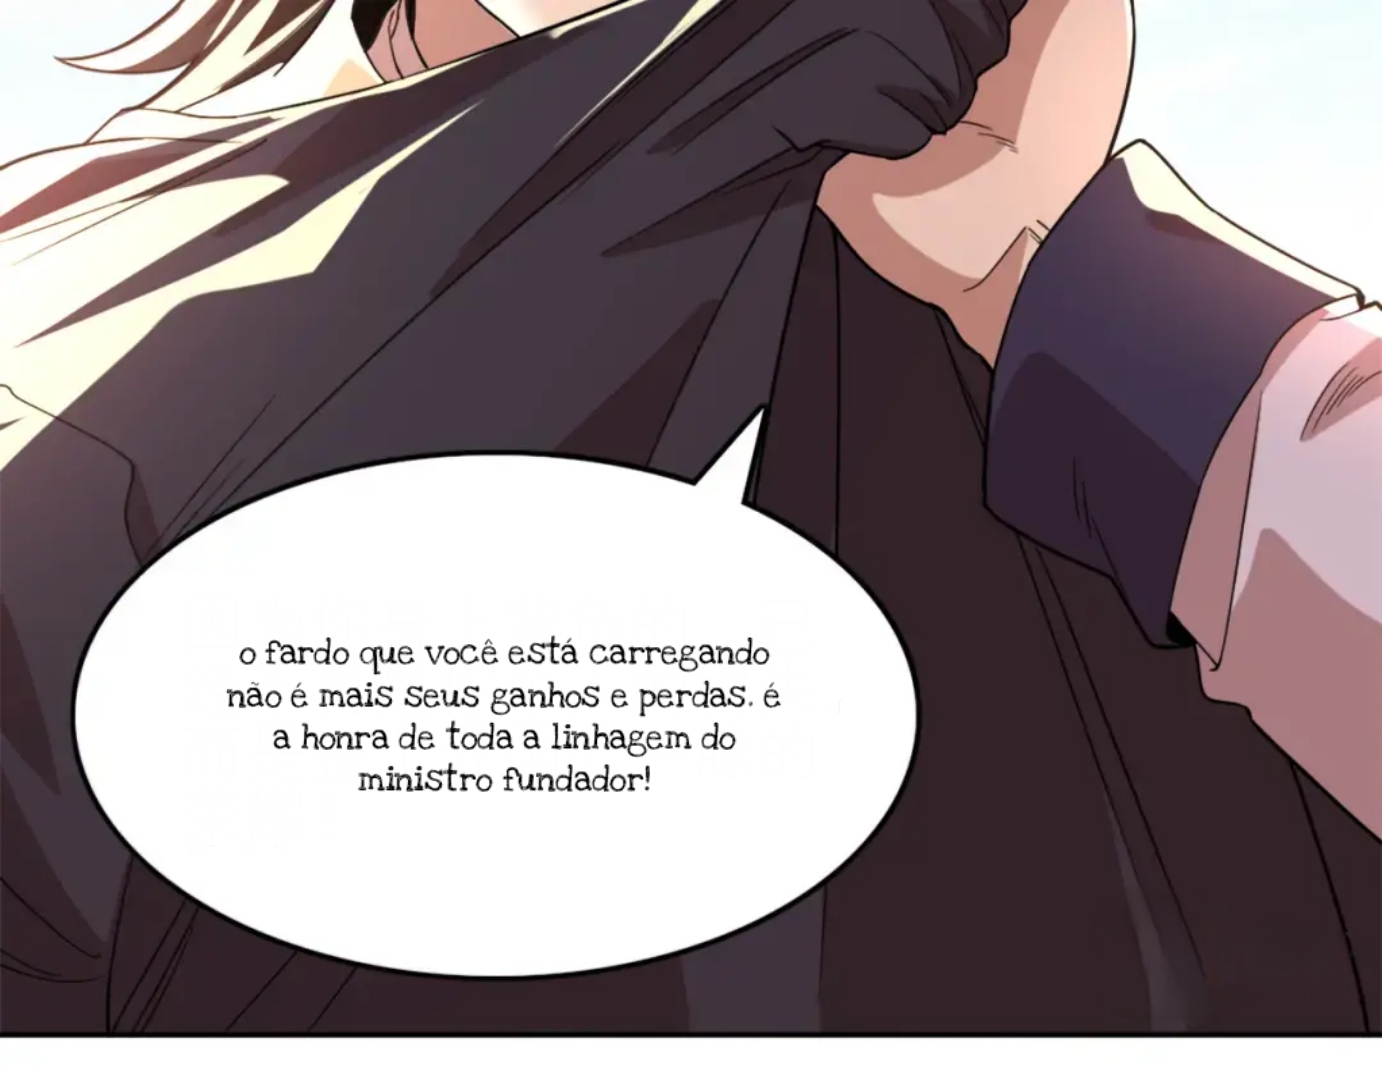 o fardo que você está carregando
não é mais seus ganhos e perdas. é
a honra de toda a linhagem do
ministro fundador!